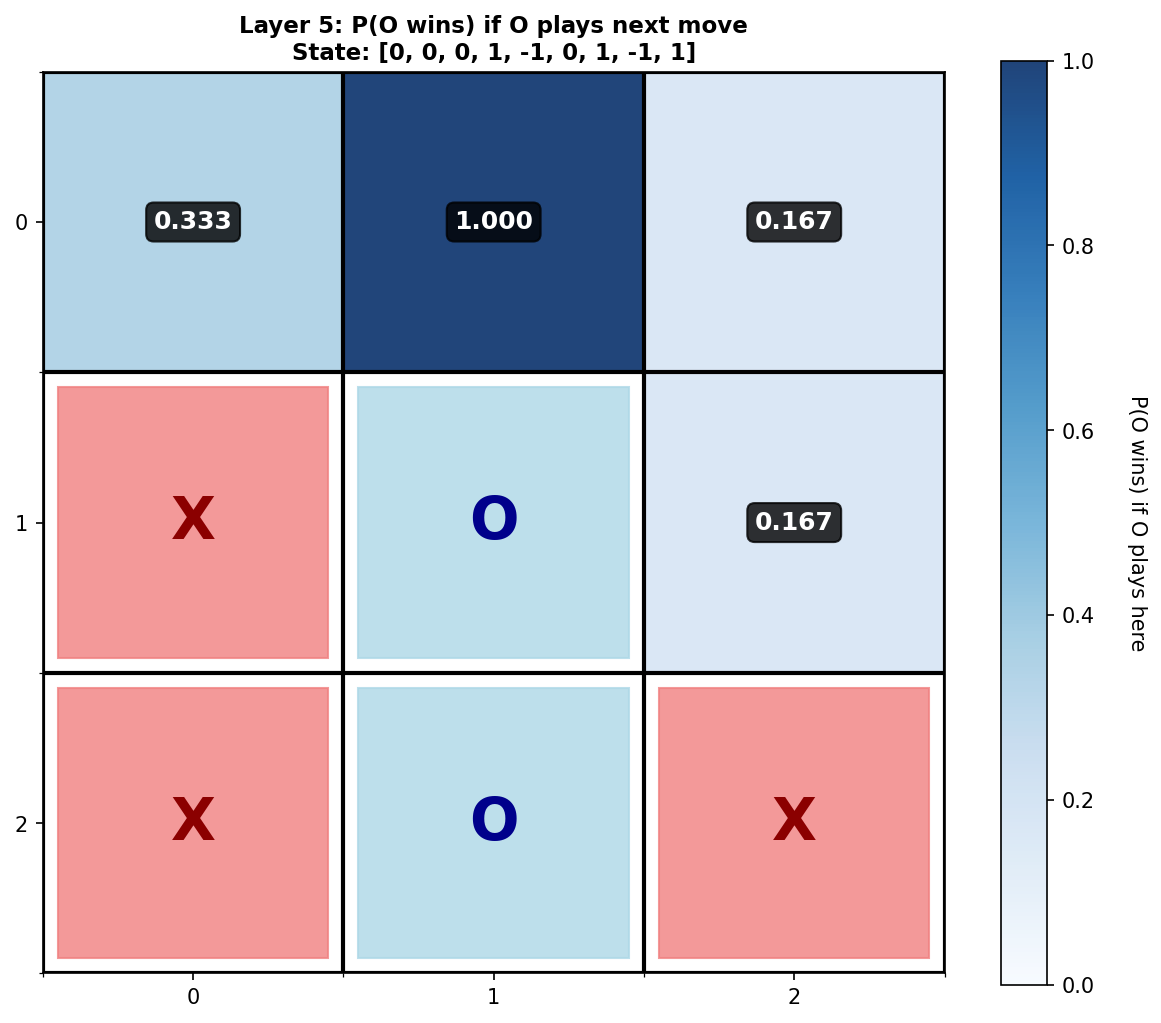 Layer 5: P(O wins) if O plays next move
State: [0, 0, 0, 1, -1, 0, 1, -1, 1]
1.0
0.8
0.6
0.4
0.2
0.0
P(O wins) if O plays here
0
0.333
1.000
0.167
1
X
O
0.167
2
X
O
X
0
1
2